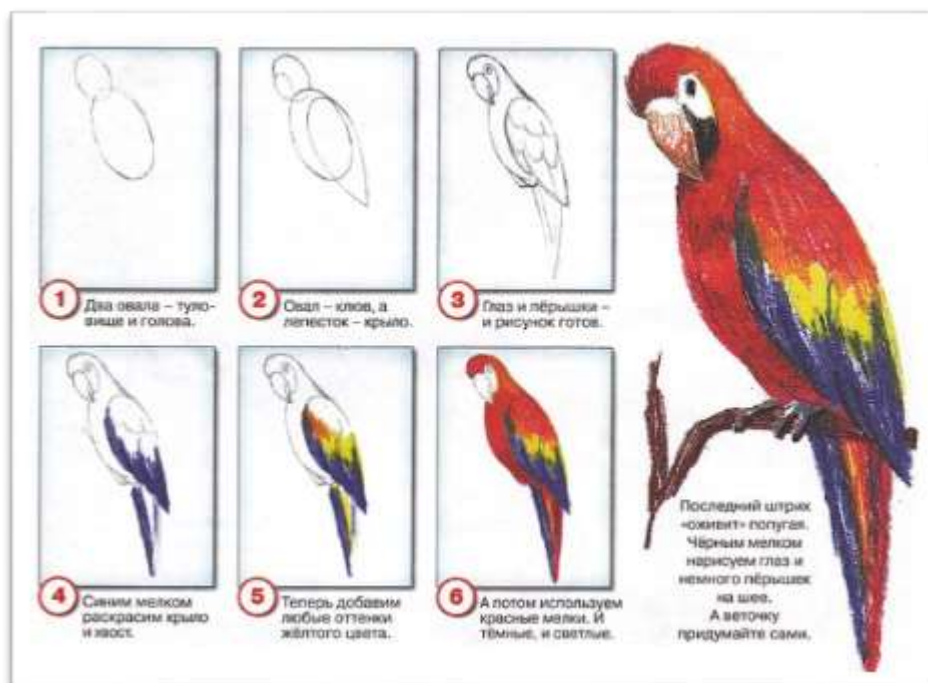 1
Два овала – туло-
вище и голова.
2
Овал – клюв, а
лепесток – крыло.
3
Глаз и пёрышки –
и рисунок готов.
4
Синим мелком
раскрасим крыло
и хвост.
5
Теперь добавим
любые оттенки
жёлтого цвета.
6
А потом используем
красные мелки. И
тёмные, и светлые.
Последний штрих
«оживит» попугая.
Чёрным мелком
нарисуем глаз и
немного пёрышек
на шее.
А веточку
придумайте сами.